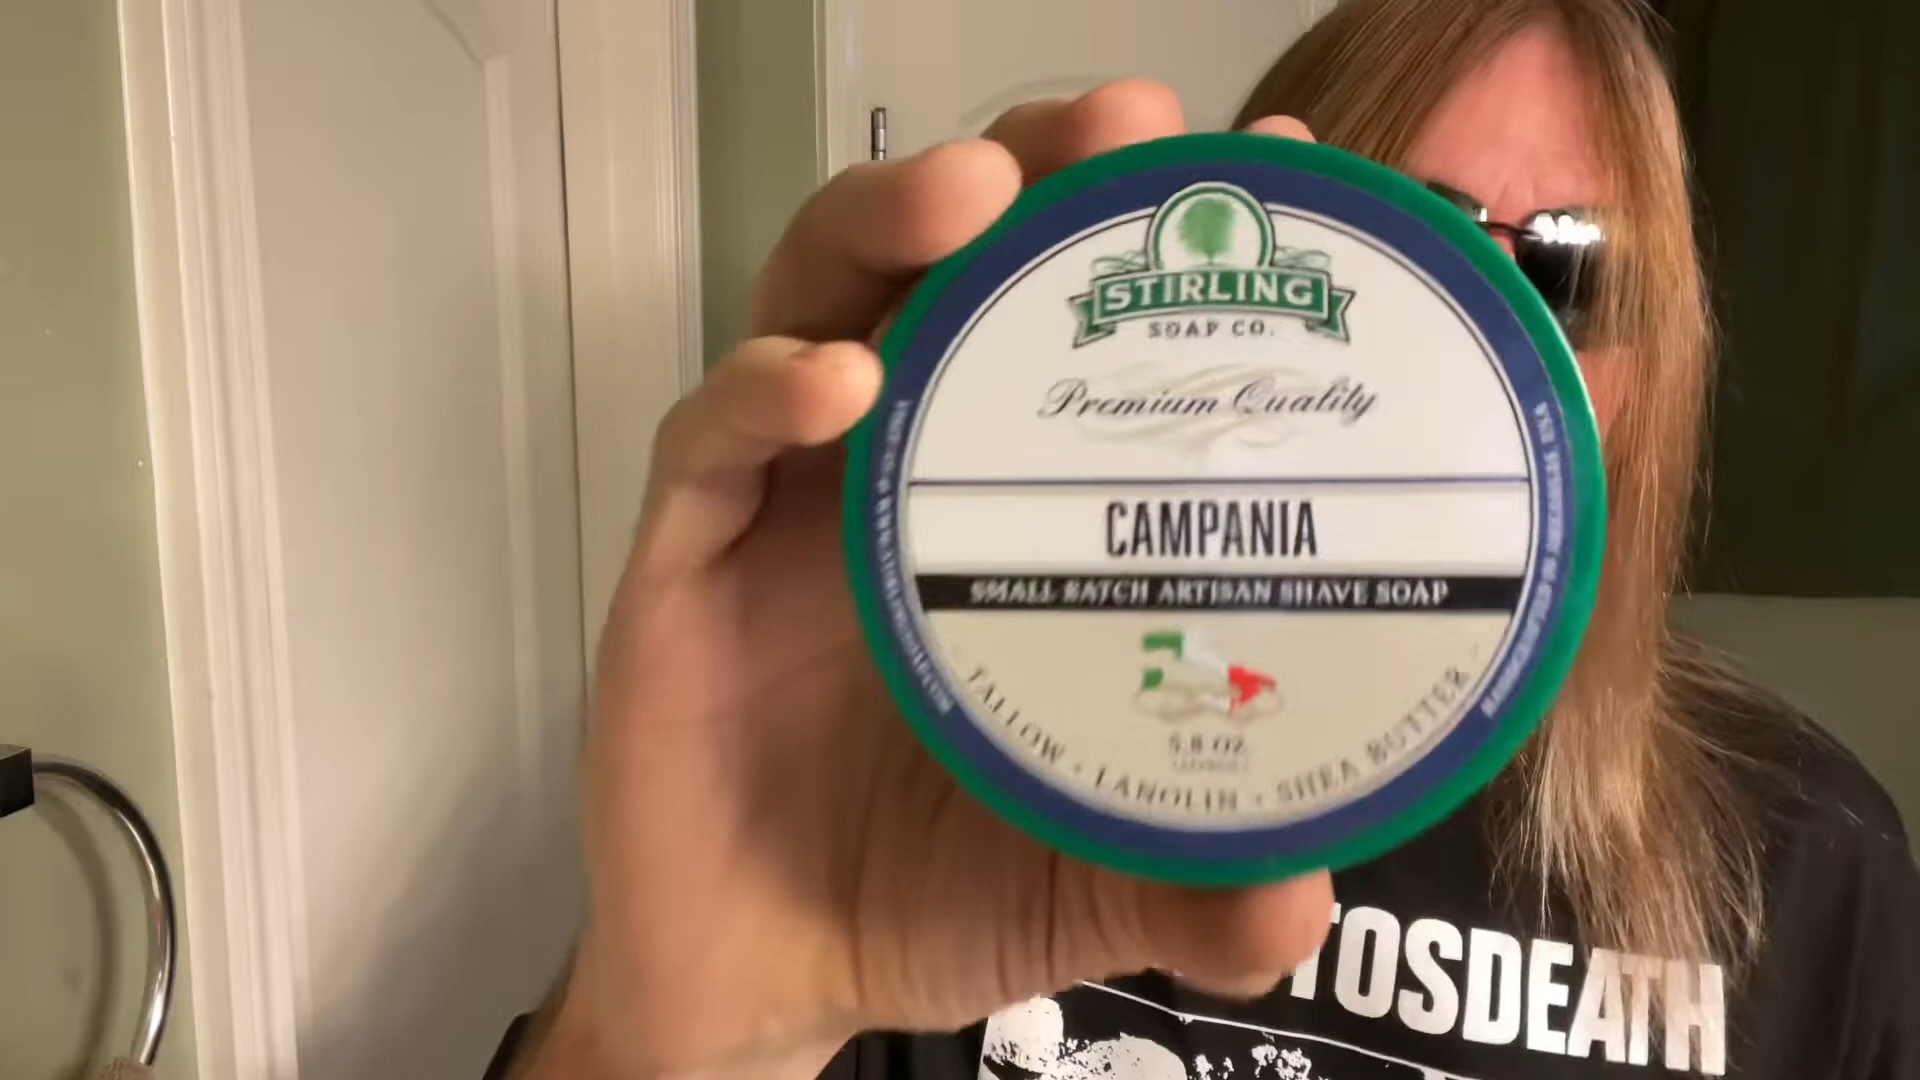 STIRLING
SOAP CO.
Premium Quality
CAMPANIA
SMALL BATCH ARTISAN SHAVE SOAP
5.8 OZ
TALLOW • LANOLIN • SHEA BUTTER
TOSDEATH